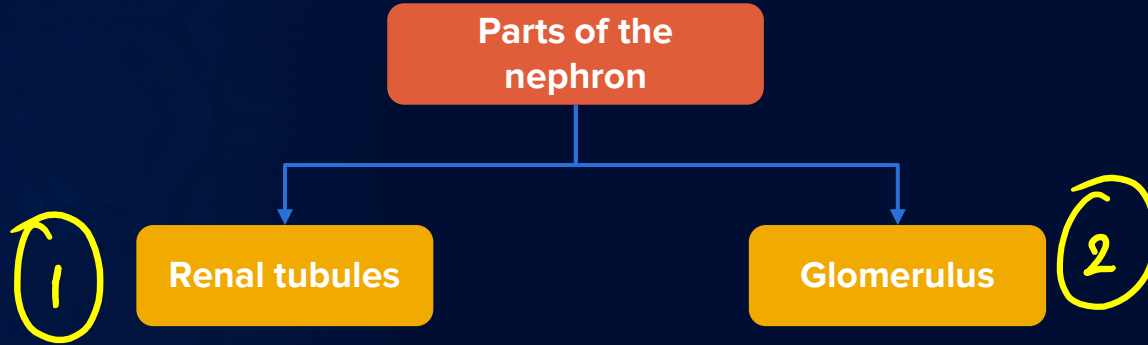 Parts of the
nephron
1
Renal tubules
Glomerulus
2